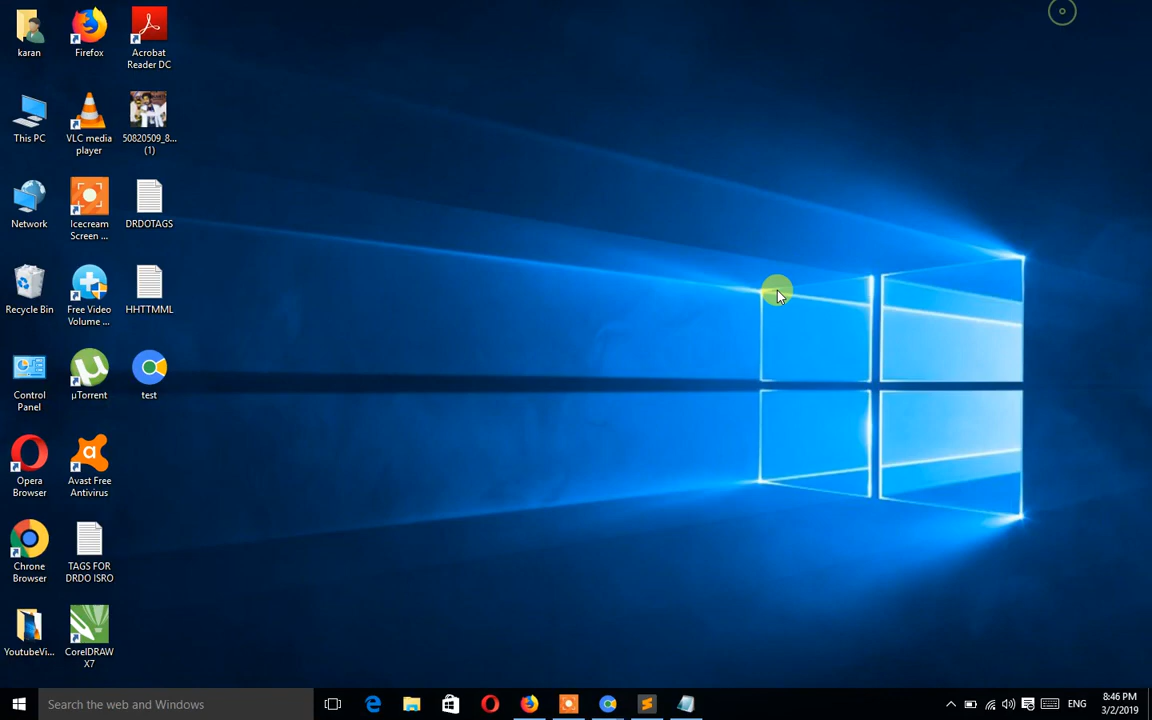 karan
Firefox
Acrobat
Reader DC
This PC
VLC media
player
50820509_8...
(1)
Network
Icecream
Screen ...
DRDOTAGS
Recycle Bin
Free Video
Volume ...
HHTTMML
Control
Panel
µTorrent
test
Opera
Browser
Avast Free
Antivirus
Chrone
Browser
TAGS FOR
DRDO ISRO
YoutubeVi...
CorelDRAW
X7
Search the web and Windows
ENG
8:46 PM
3/2/2019